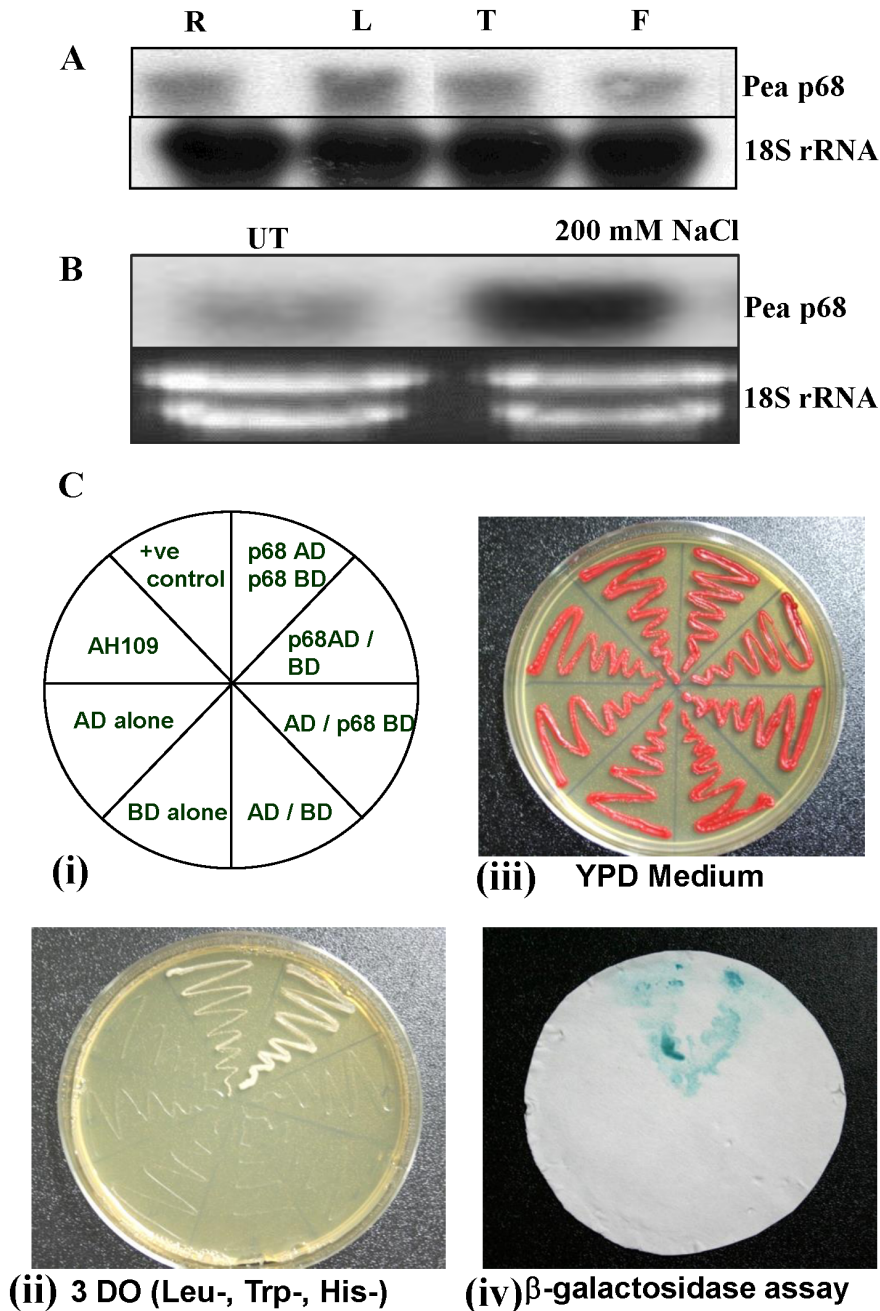 R L T F
A
Pea p68
18S rRNA
UT 200 mM NaCl
B
Pea p68
18S rRNA
C
+ve
control
p68 AD
p68 BD
AH109
p68AD /
BD
AD alone
AD / p68 BD
BD alone
AD / BD
(i)
(iii) YPD Medium
(ii) 3 DO (Leu-, Trp-, His-)
(iv) β-galactosidase assay